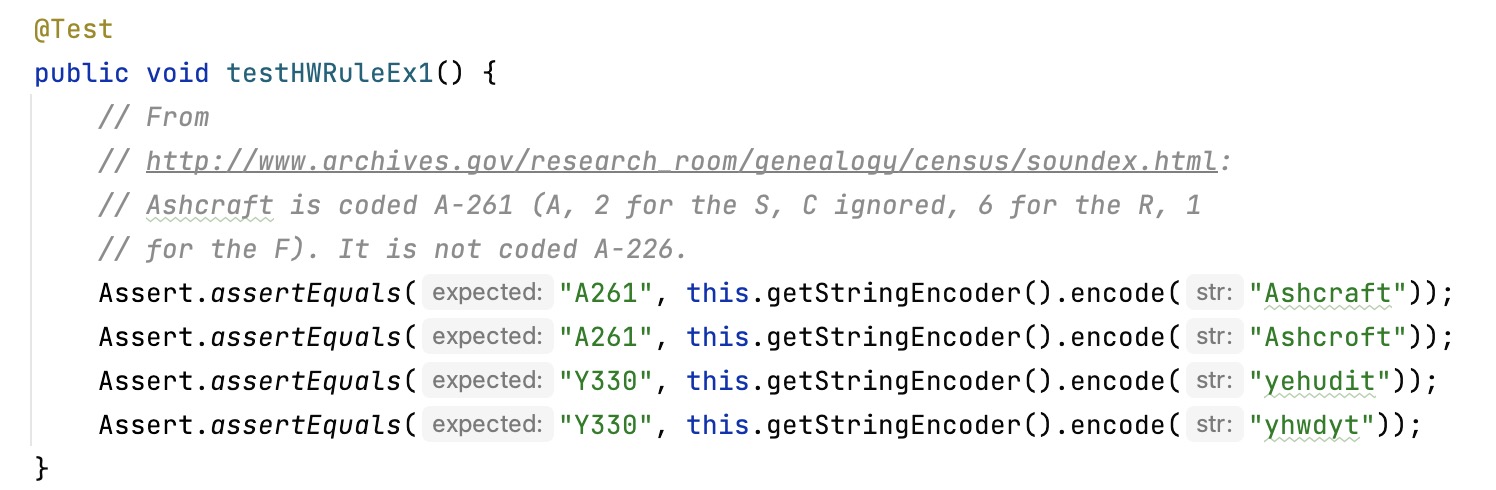 @Test
public void testHWRuleEx1() {
// From
// http://www.archives.gov/research_room/genealogy/census/soundex.html:
// Ashcraft is coded A-261 (A, 2 for the S, C ignored, 6 for the R, 1
// for the F). It is not coded A-226.
Assert.assertEquals( expected: "A261", this.getStringEncoder().encode( str: "Ashcraft"));
Assert.assertEquals( expected: "A261", this.getStringEncoder().encode( str: "Ashcroft"));
Assert.assertEquals( expected: "Y330", this.getStringEncoder().encode( str: "yehudit"));
Assert.assertEquals( expected: "Y330", this.getStringEncoder().encode( str: "yhwdyt"));
}